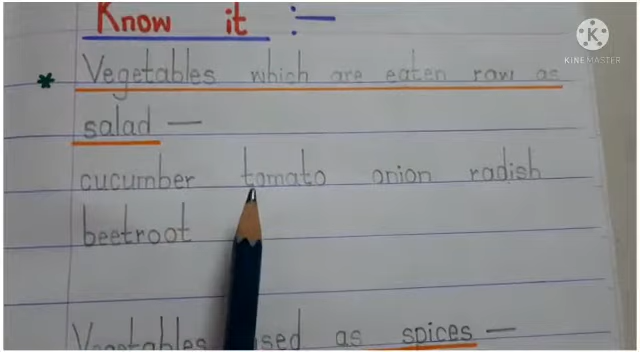 Know it :—
K
KINEMASTER
* Vegetables which are eaten raw as
salad —
cucumber tomato onion radish
beetroot
Vegetables used as spices —